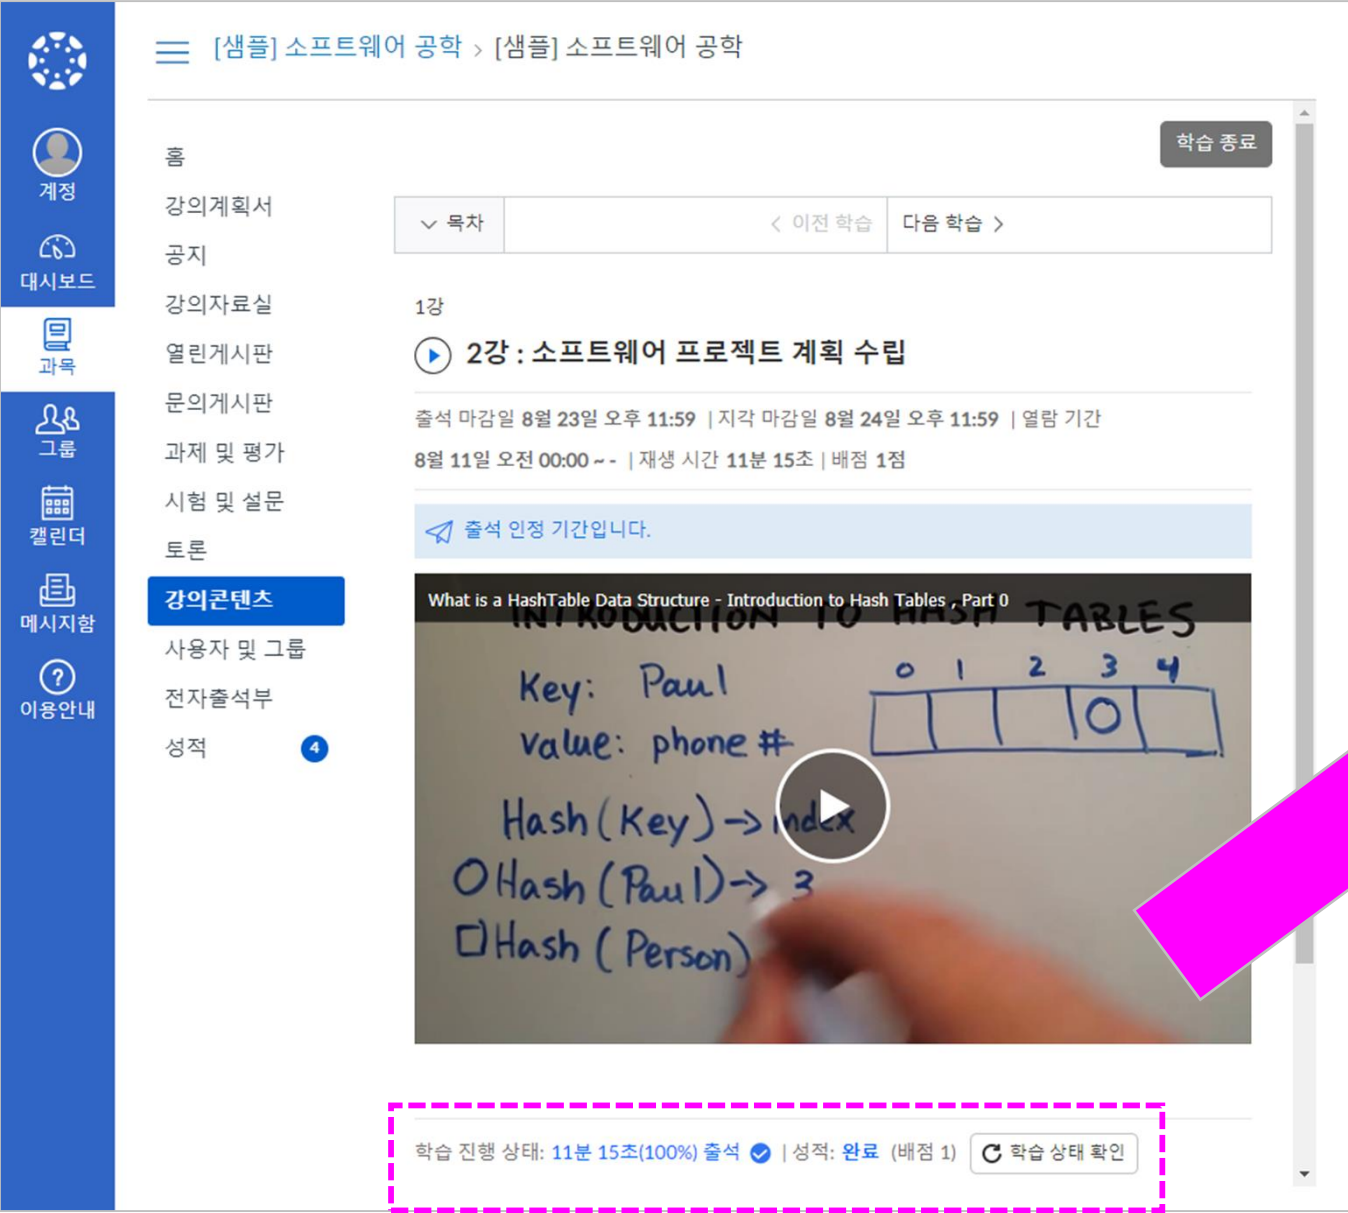 [샘플] 소프트웨어 공학 › [샘플] 소프트웨어 공학
계정
대시보드
과목
그룹
캘린더
메시지함
이용안내
홈
강의계획서
공지
강의자료실
열린게시판
문의게시판
과제 및 평가
시험 및 설문
토론
강의콘텐츠
사용자 및 그룹
전자출석부
성적 4
학습 종료
목차 < 이전 학습 다음 학습 >
1강
2강 : 소프트웨어 프로젝트 계획 수립
출석 마감일 8월 23일 오후 11:59 | 지각 마감일 8월 24일 오후 11:59 | 열람 기간
8월 11일 오전 00:00 ~ - | 재생 시간 11분 15초 | 배점 1점
출석 인정 기간입니다.
What is a HashTable Data Structure - Introduction to Hash Tables , Part 0
INTRODUCTION TO HASH TABLES
Key: Paul
value: phone #
0 1 2 3 4
Hash (Key) -> index
Hash (Paul) -> 3
Hash ( Person)
학습 진행 상태: 11분 15초(100%) 출석 | 성적: 완료 (배점 1) 학습 상태 확인